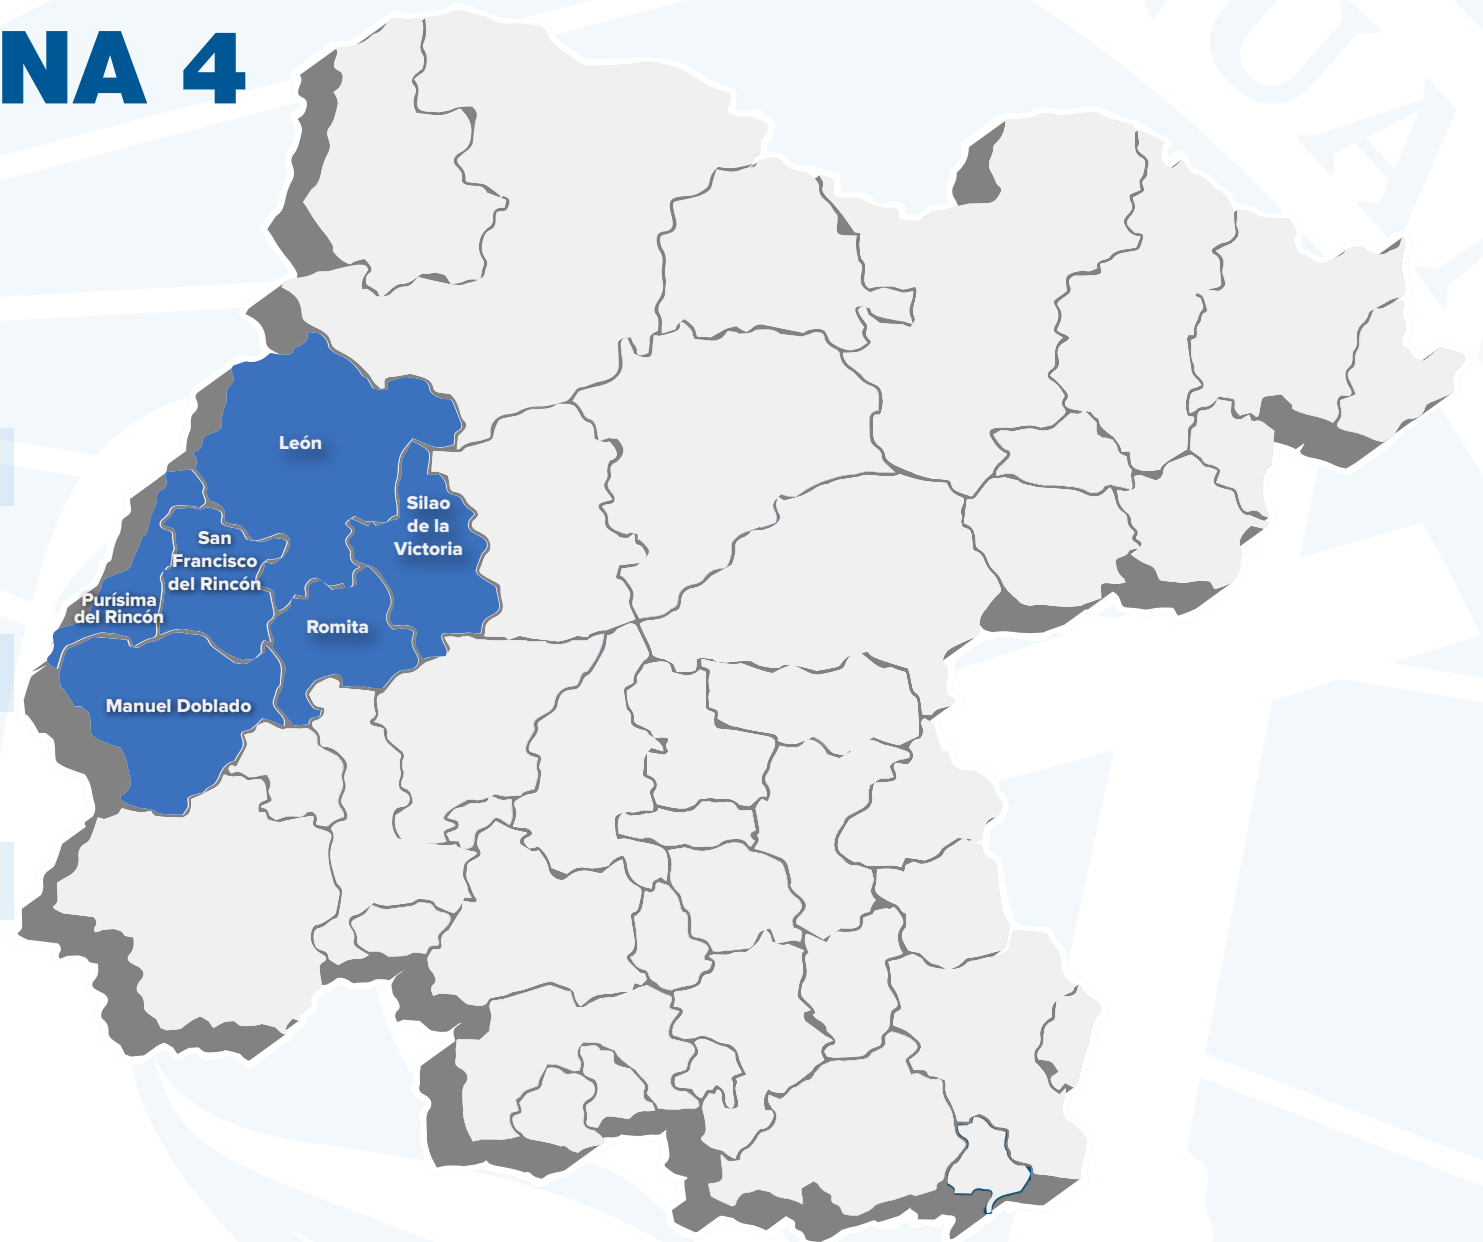 NA 4
León
Silao
de la
Victoria
San
Francisco
del Rincón
Purísima
del Rincón
Romita
Manuel Doblado